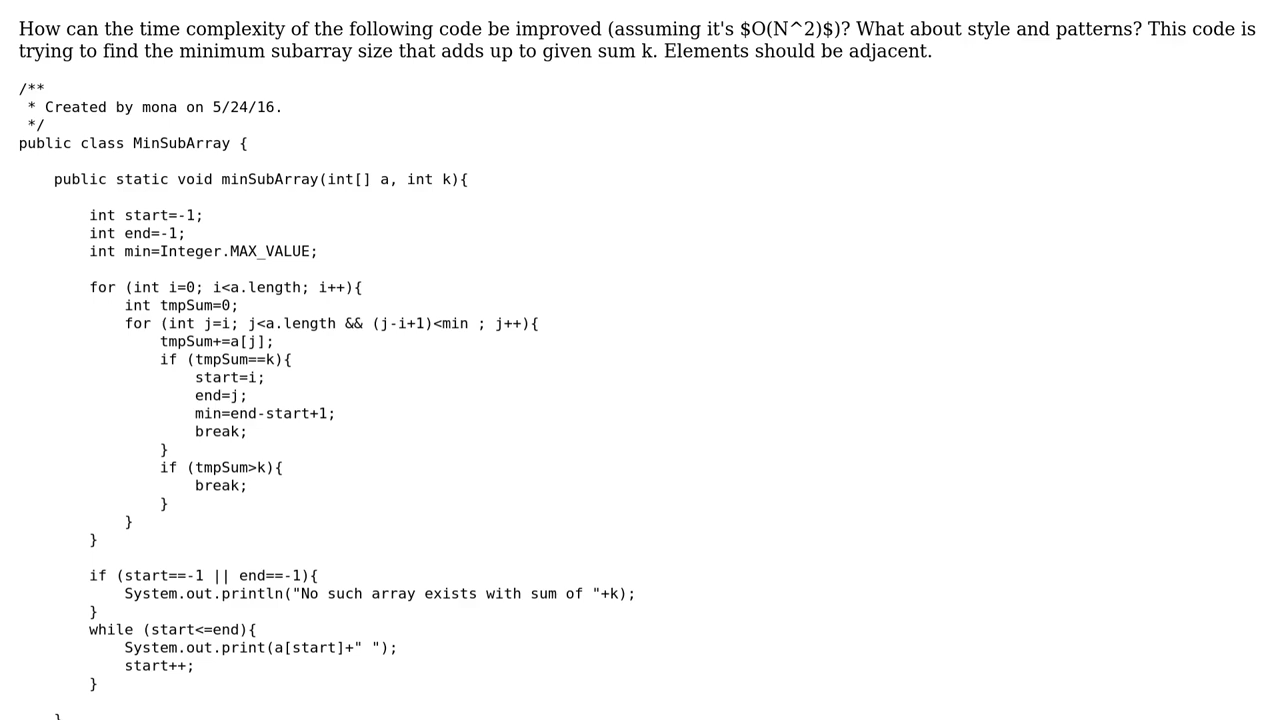 How can the time complexity of the following code be improved (assuming it's $O(N^2)$)? What about style and patterns? This code is
trying to find the minimum subarray size that adds up to given sum k. Elements should be adjacent.
/**
 * Created by mona on 5/24/16.
 */
public class MinSubArray {
    public static void minSubArray(int[] a, int k){
        int start=-1;
        int end=-1;
        int min=Integer.MAX_VALUE;
        for (int i=0; i<a.length; i++){
            int tmpSum=0;
            for (int j=i; j<a.length && (j-i+1)<min ; j++){
                tmpSum+=a[j];
                if (tmpSum==k){
                    start=i;
                    end=j;
                    min=end-start+1;
                    break;
                }
                if (tmpSum>k){
                    break;
                }
            }
        }
        if (start==-1 || end==-1){
            System.out.println("No such array exists with sum of "+k);
        }
        while (start<=end){
            System.out.print(a[start]+" ");
            start++;
        }
    }